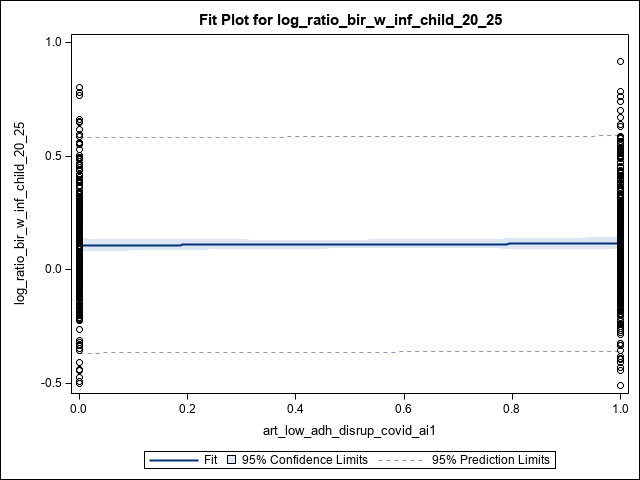 Fit Plot for log_ratio_bir_w_inf_child_20_25
1.0
0.5
0.0
-0.5
log_ratio_bir_w_inf_child_20_25
0.0 0.2 0.4 0.6 0.8 1.0
art_low_adh_disrup_covid_ai1
Fit 95% Confidence Limits 95% Prediction Limits